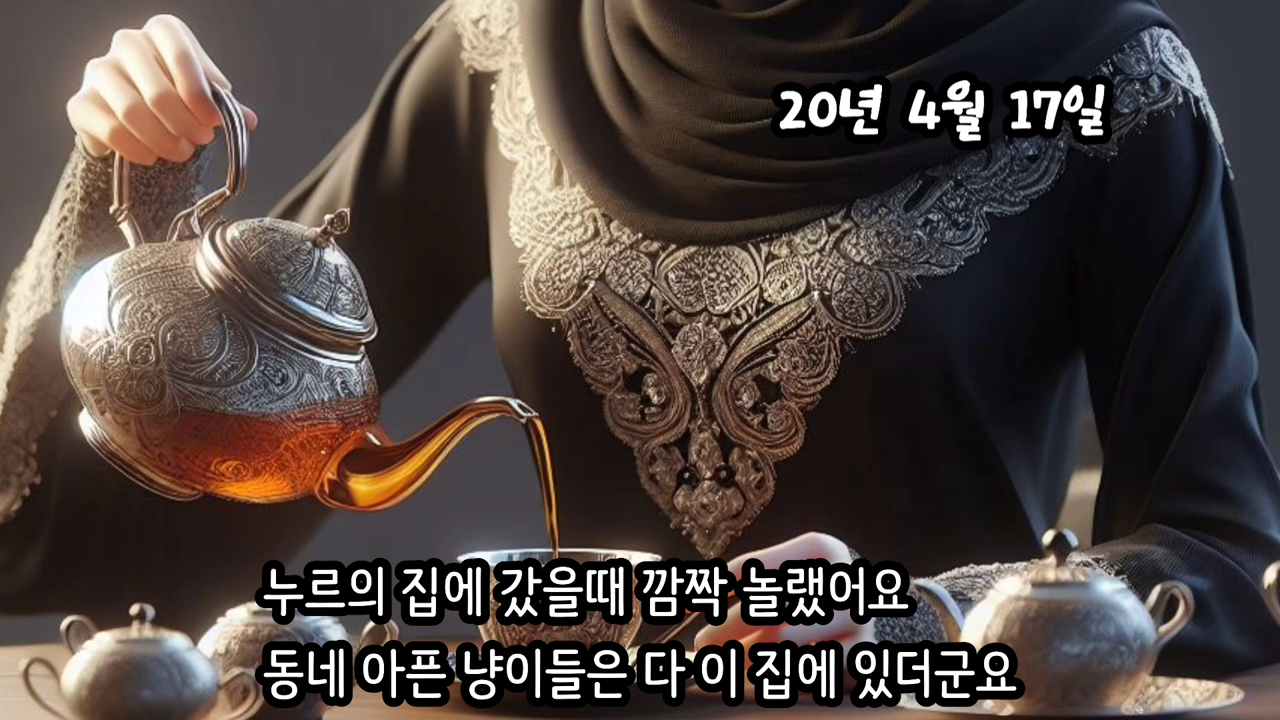 20년 4월 17일
누르의 집에 갔을때 깜짝 놀랬어요
동네 아픈 냥이들은 다 이 집에 있더군요